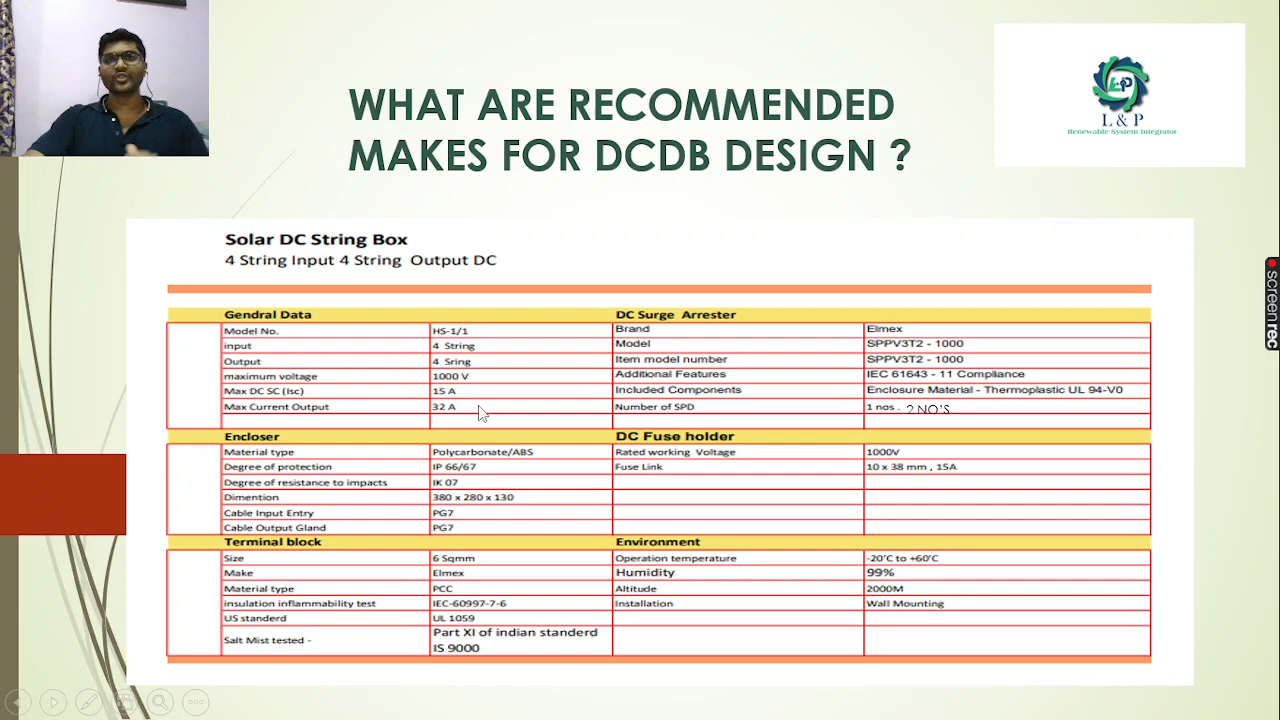 WHAT ARE RECOMMENDED
MAKES FOR DCDB DESIGN ?
L & P
Renewable System Integrator
Solar DC String Box
4 String Input 4 String Output DC
Gendral Data DC Surge Arrester
Model No. HS-1/1 Brand Elmex
input 4 String Model SPPV3T2 - 1000
Output 4 Sring Item model number SPPV3T2 - 1000
maximum voltage 1000 V Additional Features IEC 61643 - 11 Compliance
Max DC SC (Isc) 15 A Included Components Enclosure Material - Thermoplastic UL 94-V0
Max Current Output 32 A Number of SPD 1 nos . 2 NO'S
Encloser DC Fuse holder
Material type Polycarbonate/ABS Rated working Voltage 1000V
Degree of protection IP 66/67 Fuse Link 10 x 38 mm , 15A
Degree of resistance to impacts IK 07
Dimention 380 x 280 x 130
Cable Input Entry PG7
Cable Output Gland PG7
Terminal block Environment
Size 6 Sqmm Operation temperature -20'C to +60'C
Make Elmex Humidity 99%
Material type PCC Altitude 2000M
insulation inflammability test IEC-60997-7-6 Installation Wall Mounting
US standerd UL 1059
Salt Mist tested - Part XI of indian standerd
IS 9000
screenrec